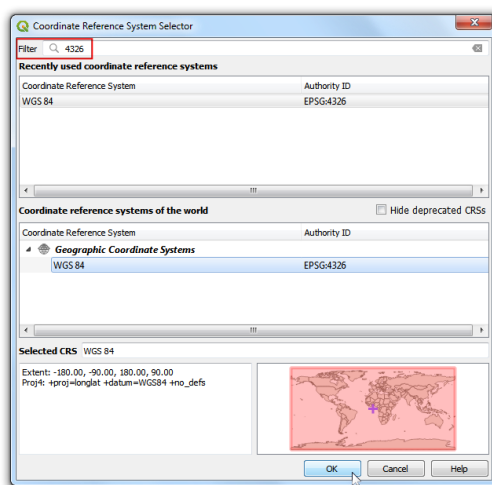 Coordinate Reference System Selector
Filter 4326
Recently used coordinate reference systems
Coordinate Reference System Authority ID
WGS 84 EPSG:4326
Coordinate reference systems of the world Hide deprecated CRSs
Coordinate Reference System Authority ID
Geographic Coordinate Systems
WGS 84 EPSG:4326
Selected CRS WGS 84
Extent: -180.00, -90.00, 180.00, 90.00
Proj4: +proj=longlat +datum=WGS84 +no_defs
OK Cancel Help